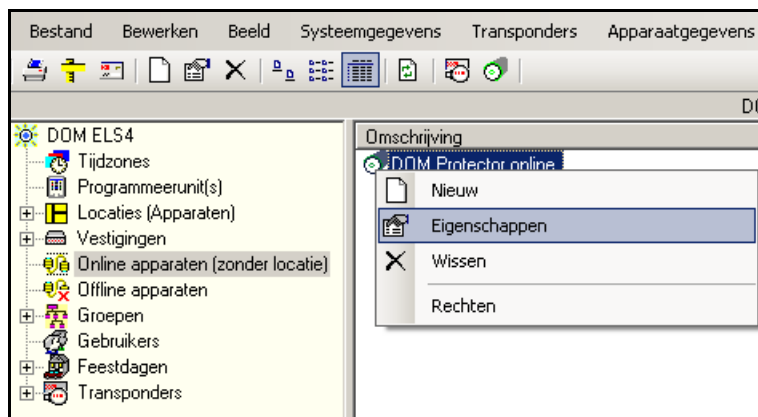 Bestand Bewerken Beeld Systeemgegevens Transponders Apparaatgegevens
DO
DOM ELS4
Tijdzones
Programmeerunit(s)
Locaties (Apparaten)
Vestigingen
Online apparaten (zonder locatie)
Offline apparaten
Groepen
Gebruikers
Feestdagen
Transponders
Omschrijving
DOM Protector online
Nieuw
Eigenschappen
Wissen
Rechten